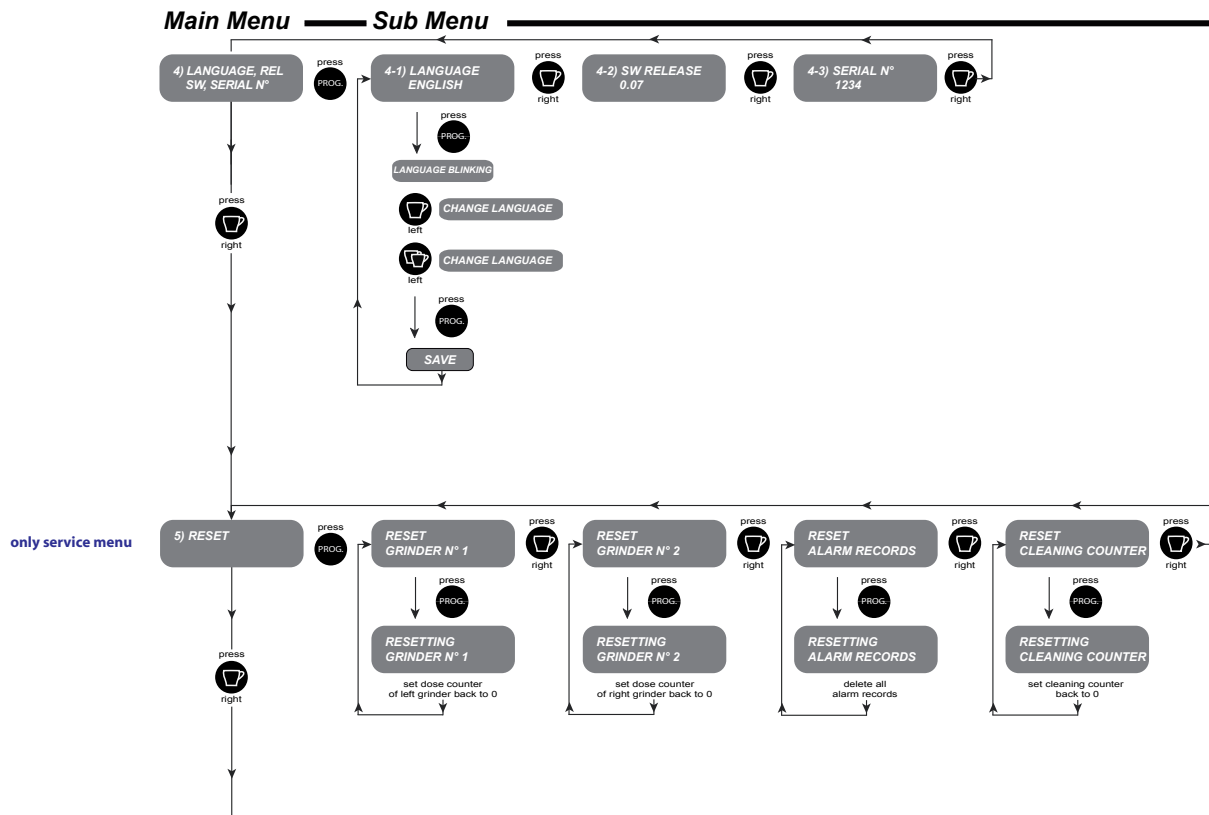 Main Menu Sub Menu
4) LANGUAGE, REL
SW, SERIAL N°
press
PROG.
4-1) LANGUAGE
ENGLISH
press
right
4-2) SW RELEASE
0.07
press
right
4-3) SERIAL N°
1234
press
right
press
PROG.
LANGUAGE BLINKING
left
CHANGE LANGUAGE
left
CHANGE LANGUAGE
press
PROG.
SAVE
press
right
only service menu
5) RESET
press
PROG.
RESET
GRINDER N° 1
press
right
RESET
GRINDER N° 2
press
right
RESET
ALARM RECORDS
press
right
RESET
CLEANING COUNTER
press
right
press
PROG.
press
PROG.
press
PROG.
press
PROG.
RESETTING
GRINDER N° 1
RESETTING
GRINDER N° 2
RESETTING
ALARM RECORDS
RESETTING
CLEANING COUNTER
set dose counter
of left grinder back to 0
set dose counter
of right grinder back to 0
delete all
alarm records
set cleaning counter
back to 0
press
right